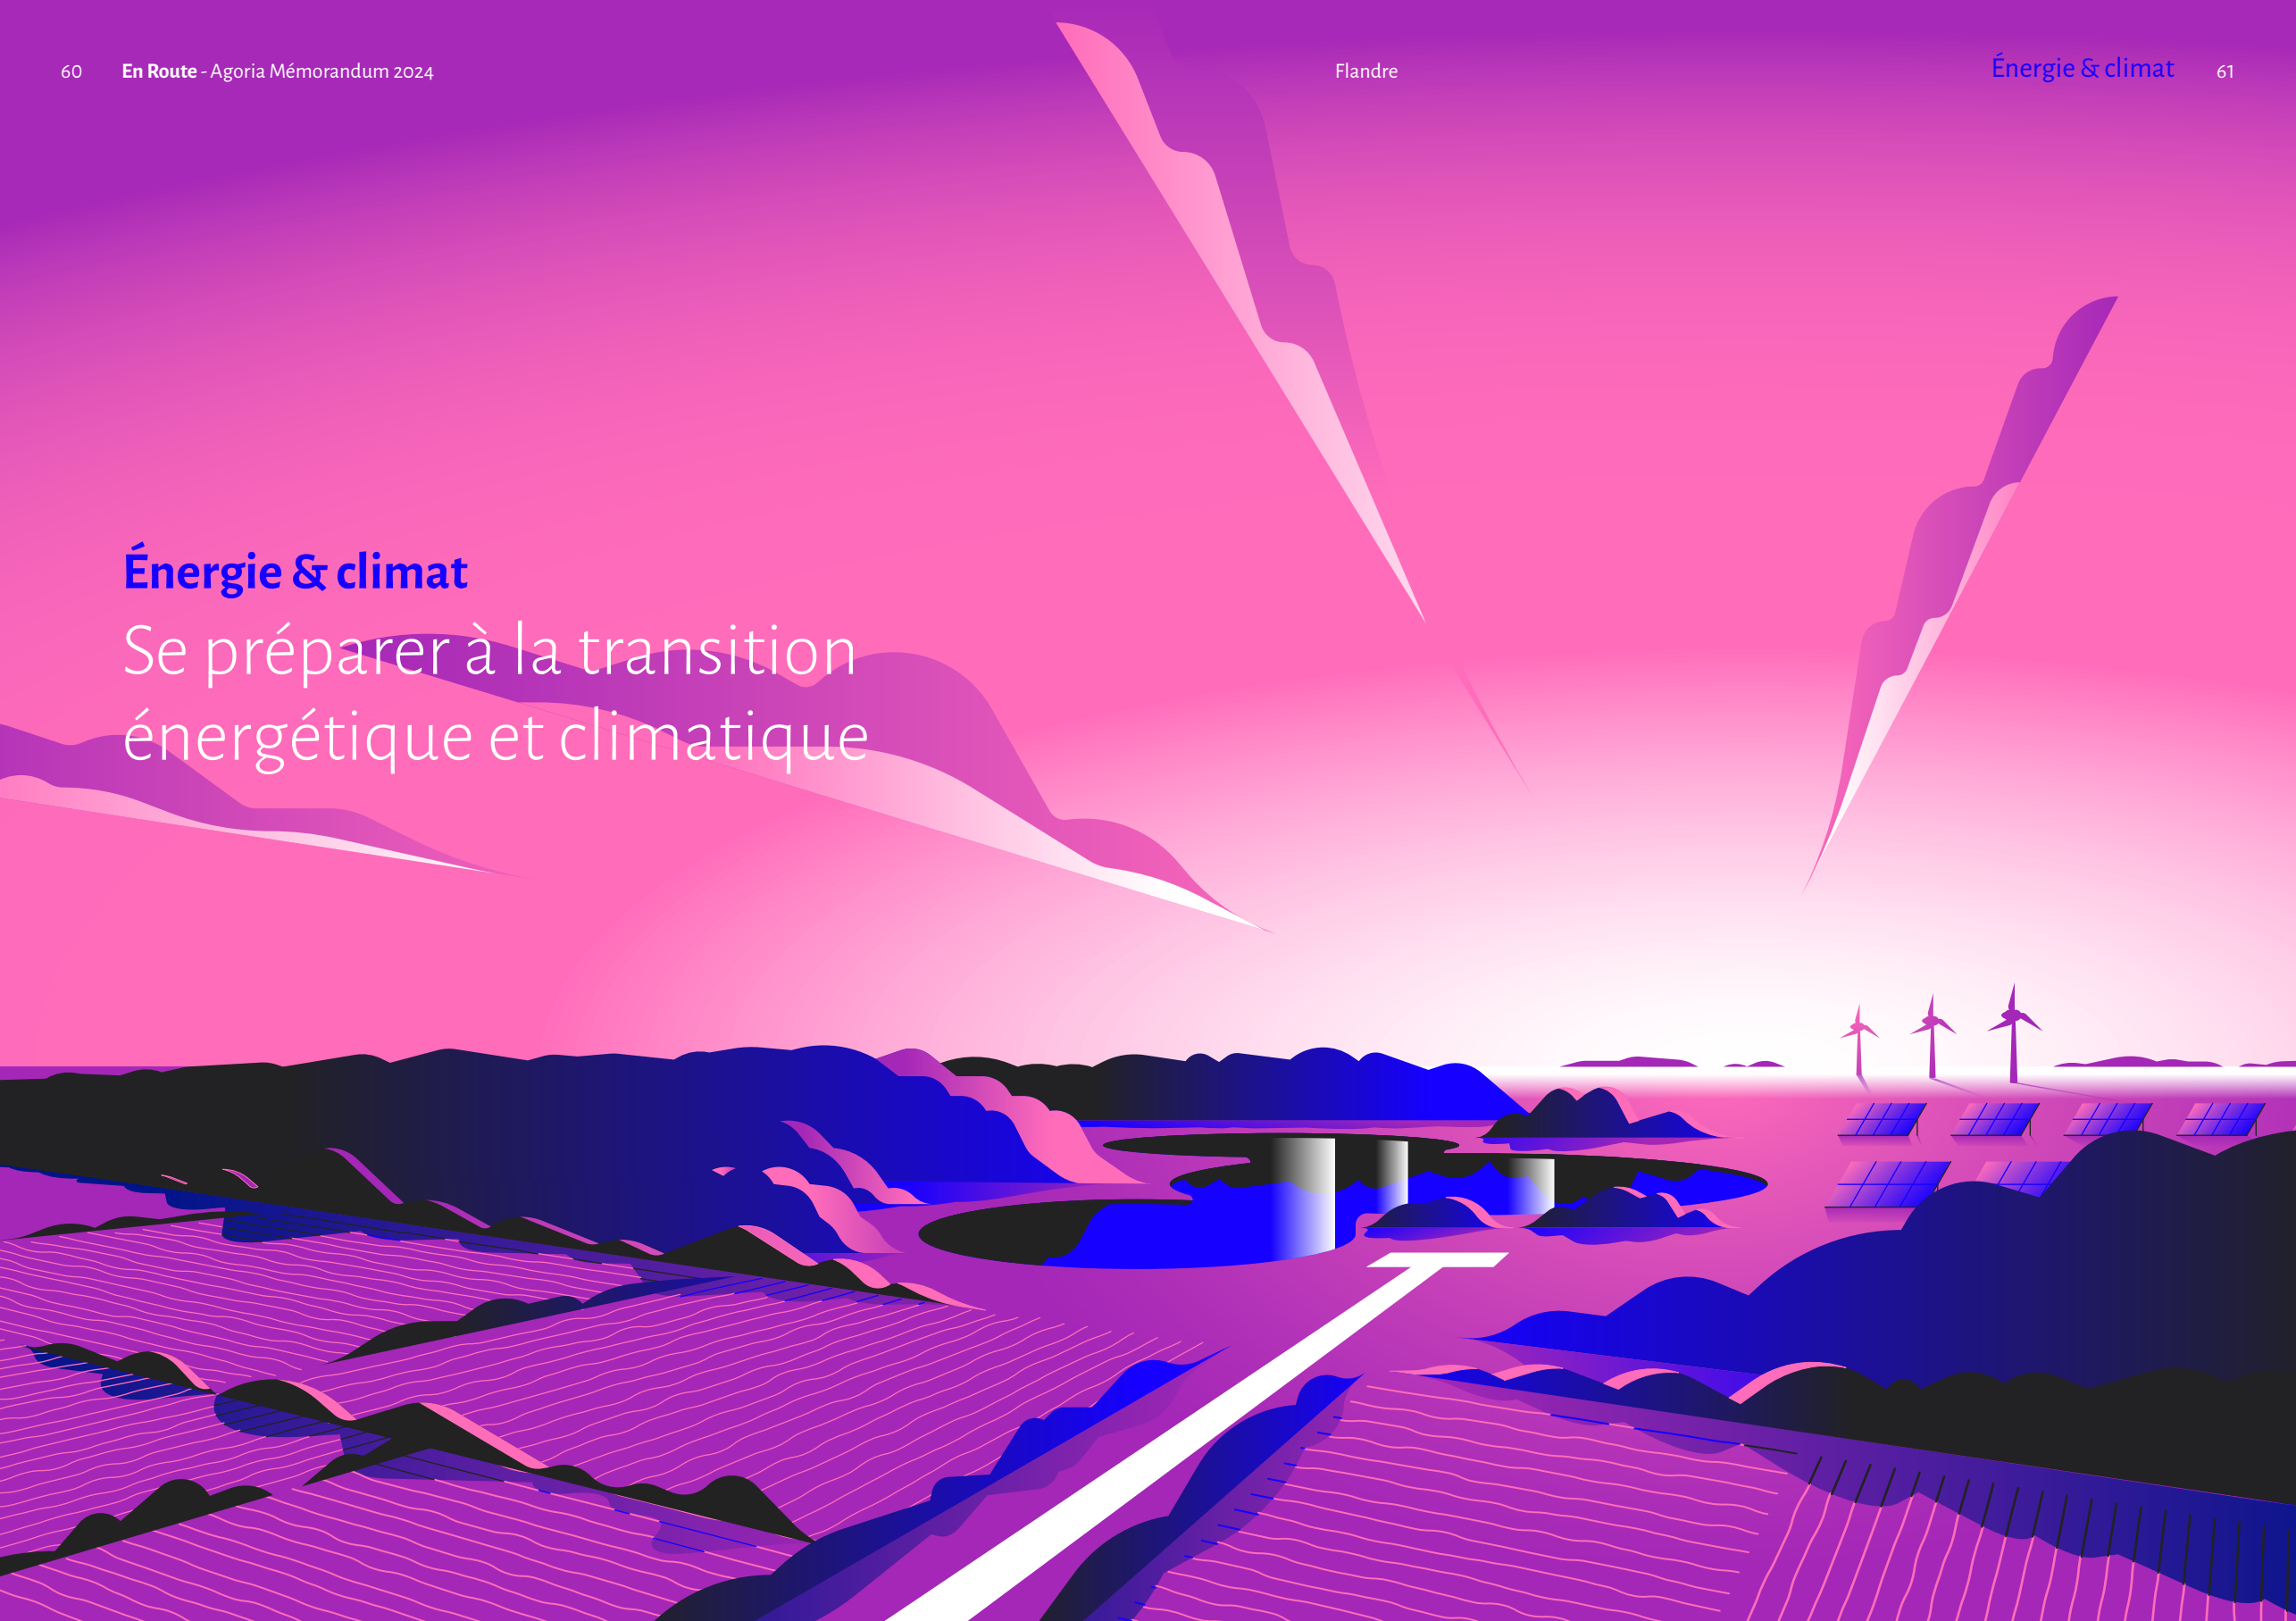 60 En Route - Agoria Mémorandum 2024
Flandre
Énergie & climat 61
Énergie & climat
Se préparer à la transition
énergétique et climatique